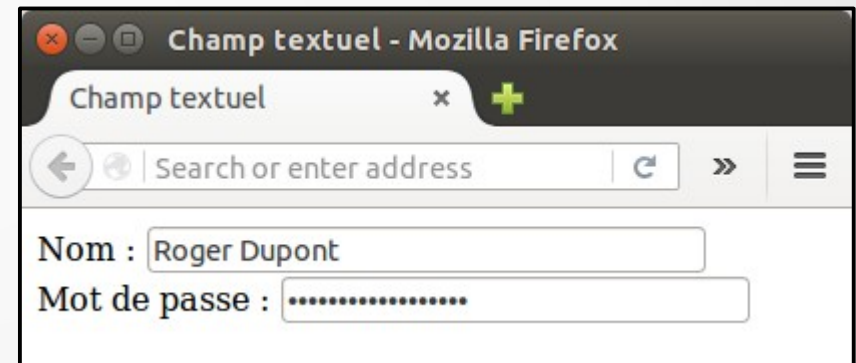 Champ textuel - Mozilla Firefox
Champ textuel
Search or enter address
Nom : Roger Dupont
Mot de passe : ••••••••••••••••••